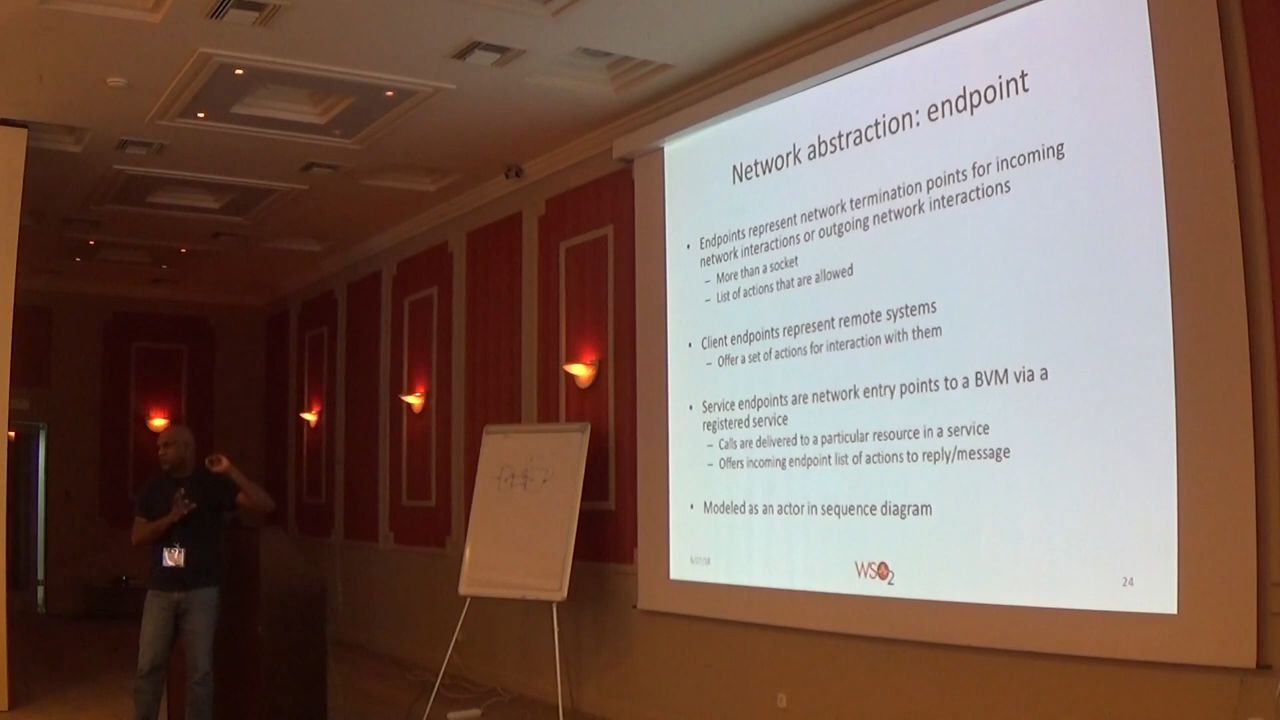 Network abstraction: endpoint
• Endpoints represent network termination points for incoming
network interactions or outgoing network interactions
– More than a socket
– List of actions that are allowed
• Client endpoints represent remote systems
– Offer a set of actions for interaction with them
• Service endpoints are network entry points to a BVM via a
registered service
– Calls are delivered to a particular resource in a service
– Offers incoming endpoint list of actions to reply/message
• Modeled as an actor in sequence diagram
WSO2
24